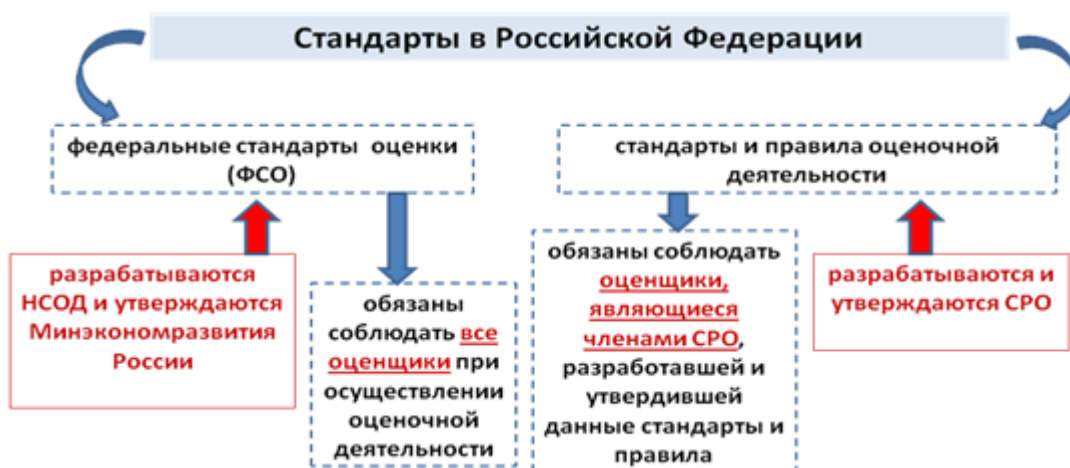 Стандарты в Российской Федерации
федеральные стандарты оценки
(ФСО)
стандарты и правила оценочной
деятельности
разрабатываются
НСОД и утверждаются
Минэкономразвития
России
обязаны
соблюдать все
оценщики при
осуществлении
оценочной
деятельности
обязаны соблюдать
оценщики,
являющиеся
членами СРО,
разработавшей и
утвердившей
данные стандарты и
правила
разрабатываются и
утверждаются СРО